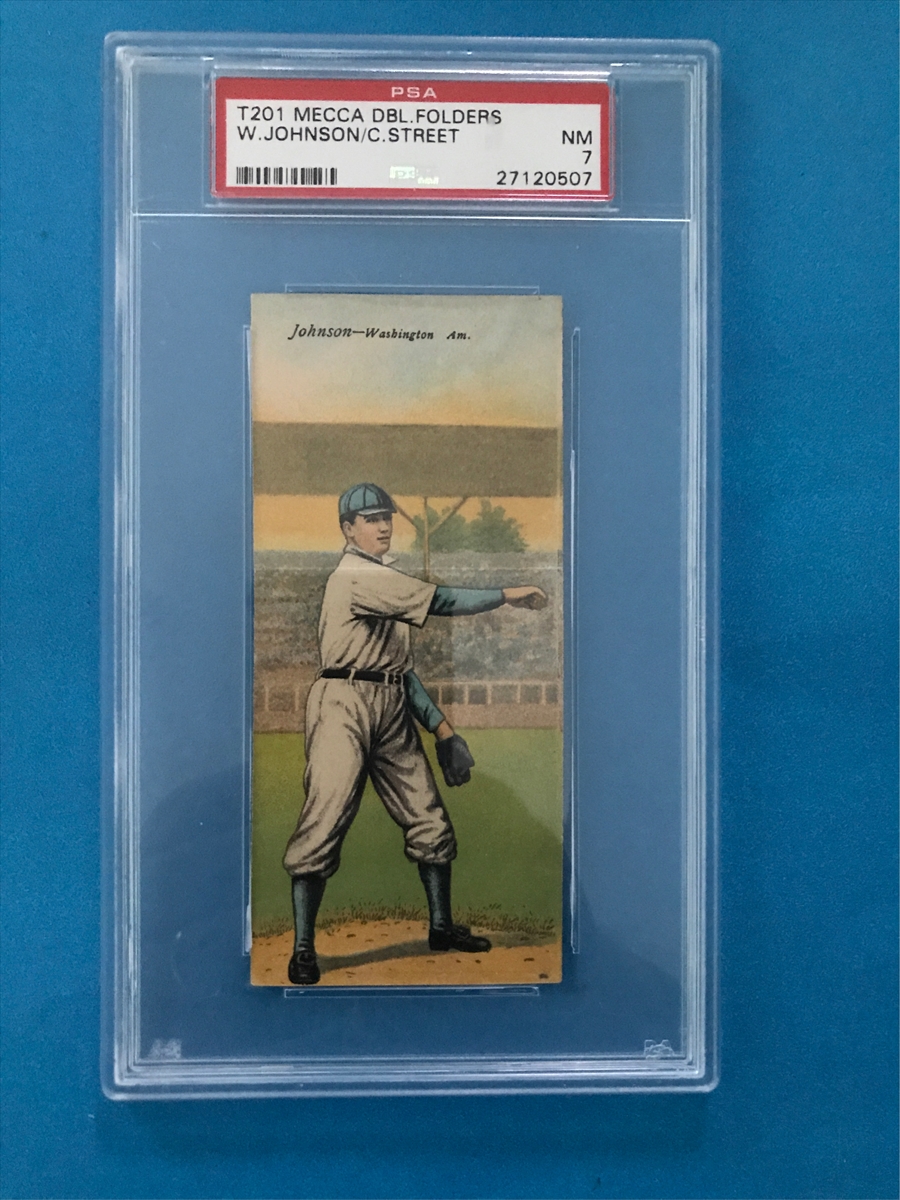 PSA
T201 MECCA DBL.FOLDERS
W.JOHNSON/C.STREET
NM
7
27120507
Johnson—Washington Am.